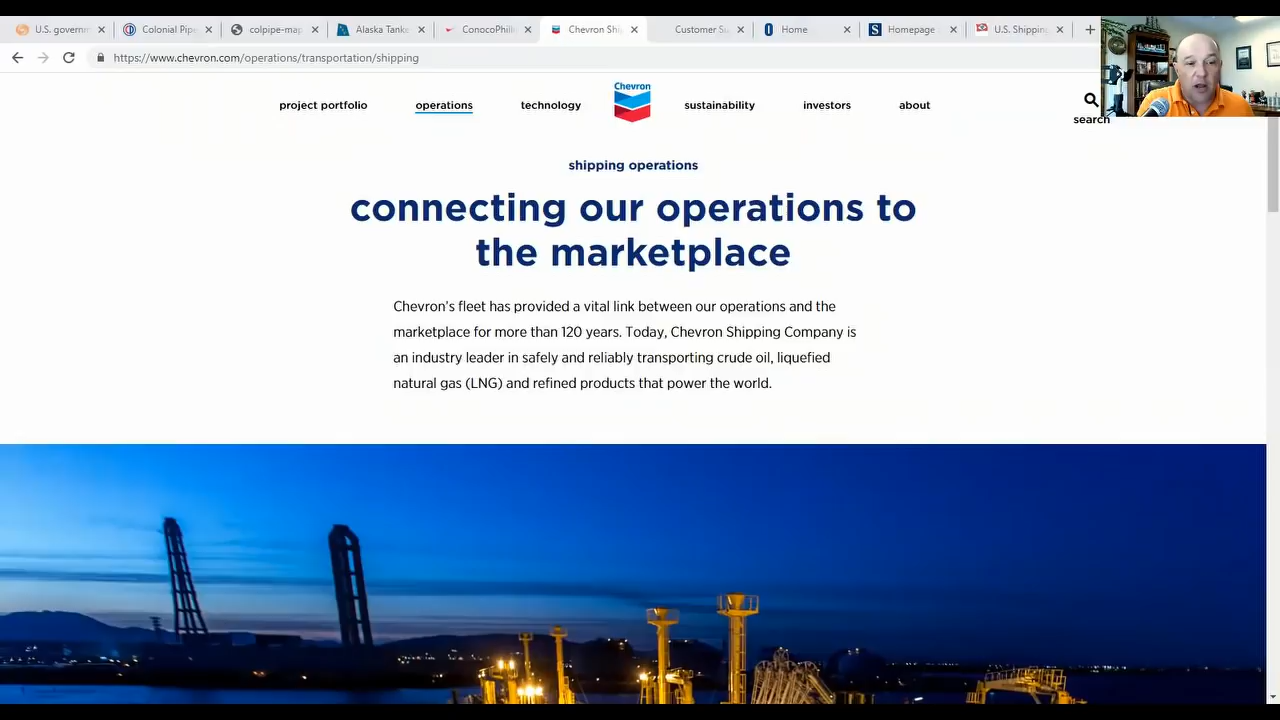 U.S. governm
Colonial Pipe
colpipe-map
Alaska Tanke
ConocoPhilli
Chevron Shi
Customer Su
Home
Homepage
U.S. Shipping
https://www.chevron.com/operations/transportation/shipping
project portfolio
operations
technology
Chevron
sustainability
investors
about
search
shipping operations
connecting our operations to
the marketplace
Chevron's fleet has provided a vital link between our operations and the
marketplace for more than 120 years. Today, Chevron Shipping Company is
an industry leader in safely and reliably transporting crude oil, liquefied
natural gas (LNG) and refined products that power the world.